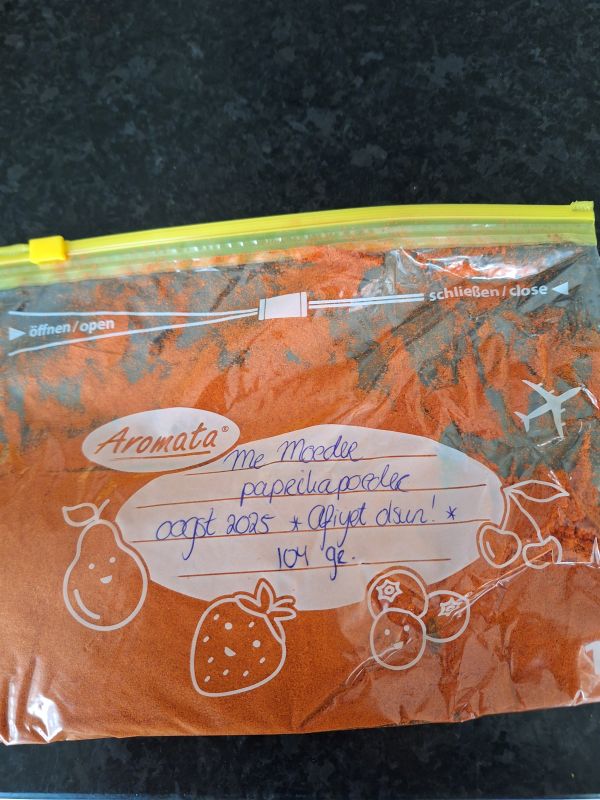 öffnen / open
schließen / close
Aromata®
Me Moeder
paprikapoeder
oogst 2025 * Afiyet olsun! *
104 gr.